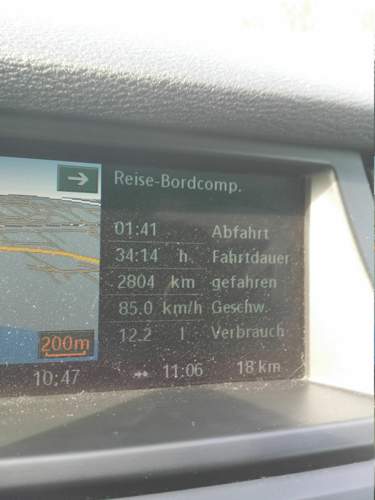 Reise-Bordcomp.
01:41 Abfahrt
34:14 h Fahrtdauer
2804 km gefahren
85.0 km/h Geschw.
12.2 l Verbrauch
200m
10:47 11:06 18 km